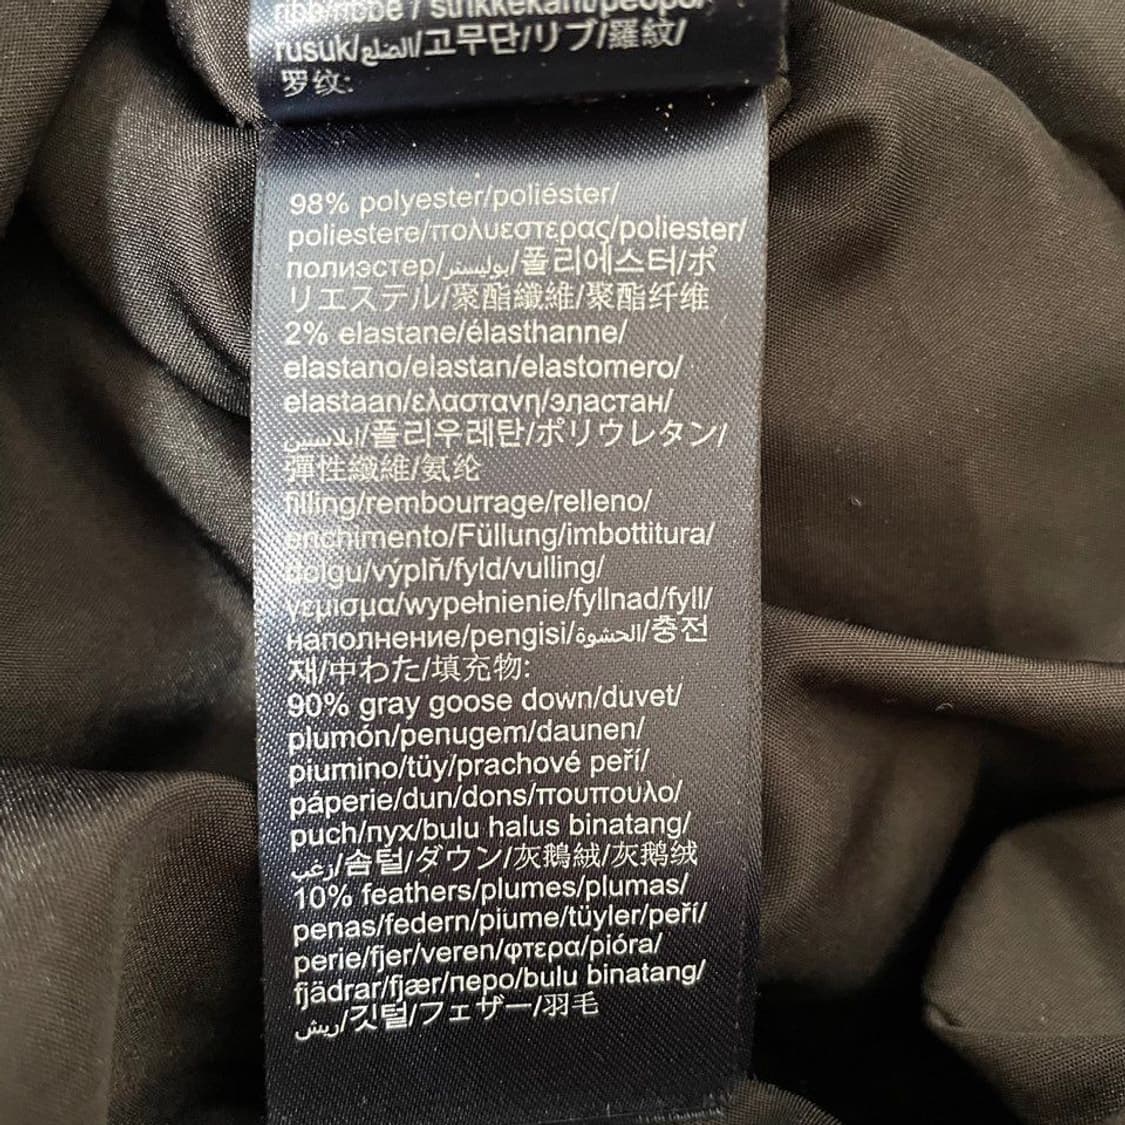 ribb/ribbe / strikkekant/peopo/
rusuk/الضلع/고무단/リブ/羅紋/
罗纹:
98% polyester/poliéster/
poliestere/πολυεστερας/poliester/
полиэстер/بوليستر/폴리에스터/ポ
リエステル/聚酯纖維/聚酯纤维
2% elastane/élasthanne/
elastano/elastan/elastomero/
elastaan/ελαστανη/эластан/
ايلاستين/폴리우레탄/ポリウレタン/
彈性纖維/氨纶
filling/rembourrage/relleno/
enchimento/Füllung/imbottitura/
dolgu/výplň/fyld/vulling/
γεμισμα/wypełnienie/fyllnad/fyll/
наполнение/pengisi/الحشوة/충전
재/中わた/填充物:
90% gray goose down/duvet/
plumón/penugem/daunen/
piumino/tüy/prachové peří/
páperie/dun/dons/πουπουλο/
puch/пух/bulu halus binatang/
زغب/솜털/ダウン/灰鵝絨/灰鹅绒
10% feathers/plumes/plumas/
penas/federn/piume/tüyler/peří/
perie/fjer/veren/φτερα/pióra/
fjädrar/fjær/перо/bulu binatang/
ريش/깃털/フェザー/羽毛